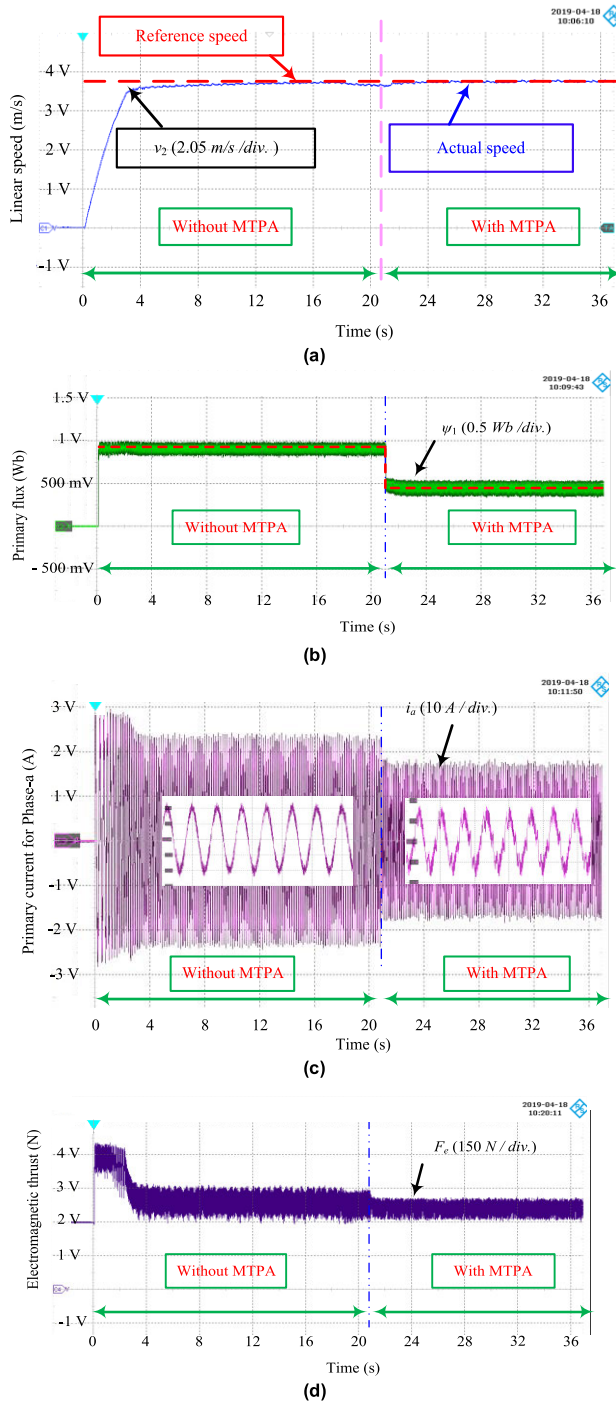 2019-04-18
10:06:10
Reference speed
4 V
3 V
v2 (2.05 m/s /div. )
Actual speed
2 V
1 V
Without MTPA
With MTPA
-1 V
Linear speed (m/s)
0 4 8 12 16 20 24 28 32 36
Time (s)
(a)
2019-04-18
10:09:43
1.5 V
1 V
ψ1 (0.5 Wb /div.)
500 mV
Without MTPA
With MTPA
- 500 mV
Primary flux (Wb)
0 4 8 12 16 20 24 28 32 36
Time (s)
(b)
2019-04-18
10:11:50
3 V
ia (10 A / div.)
2 V
1 V
-1 V
-2 V
Without MTPA
With MTPA
-3 V
Primary current for Phase-a (A)
0 4 8 12 16 20 24 28 32 36
Time (s)
(c)
2019-04-18
10:20:11
4 V
Fe (150 N / div.)
3 V
2 V
1 V
Without MTPA
With MTPA
-1 V
Electromagnetic thrust (N)
0 4 8 12 16 20 24 28 32 36
Time (s)
(d)